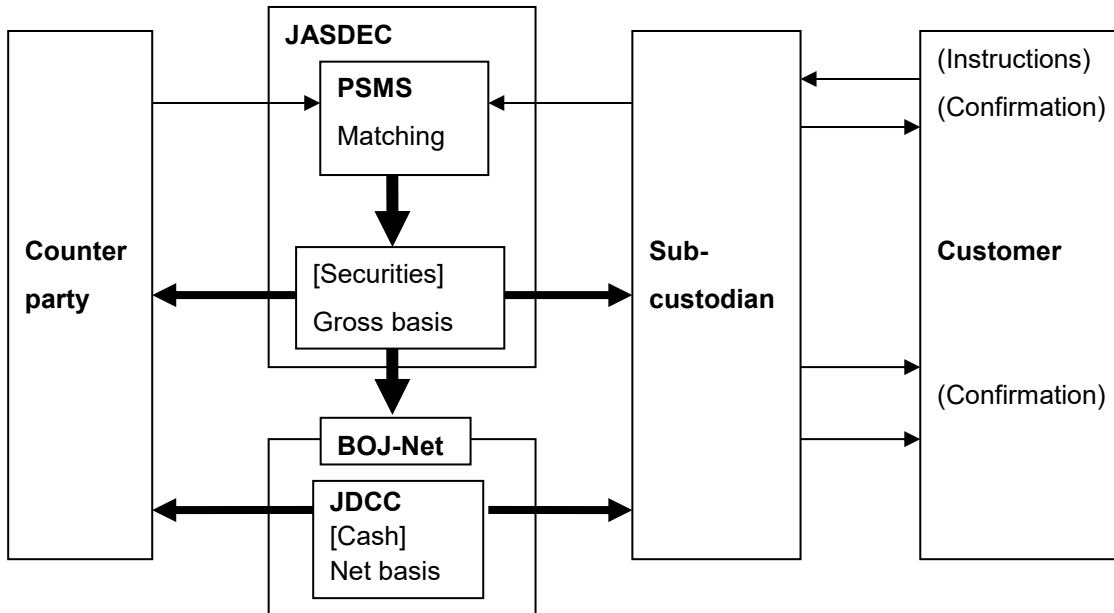 JASDEC
PSMS
Matching
(Instructions)
(Confirmation)
Counter
party
[Securities]
Gross basis
Sub-
custodian
Customer
(Confirmation)
BOJ-Net
JDCC
[Cash]
Net basis